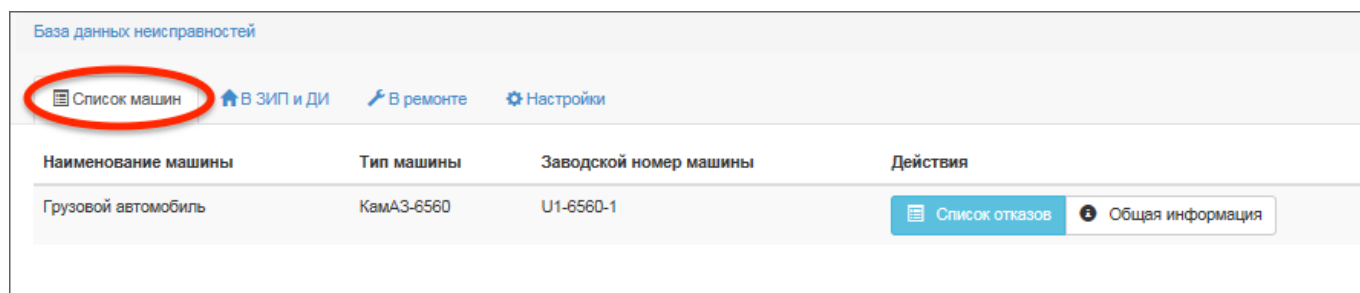 База данных неисправностей
Список машин В ЗИП и ДИ В ремонте Настройки
Наименование машины Тип машины Заводской номер машины Действия
Грузовой автомобиль КамАЗ-6560 U1-6560-1 Список отказов Общая информация